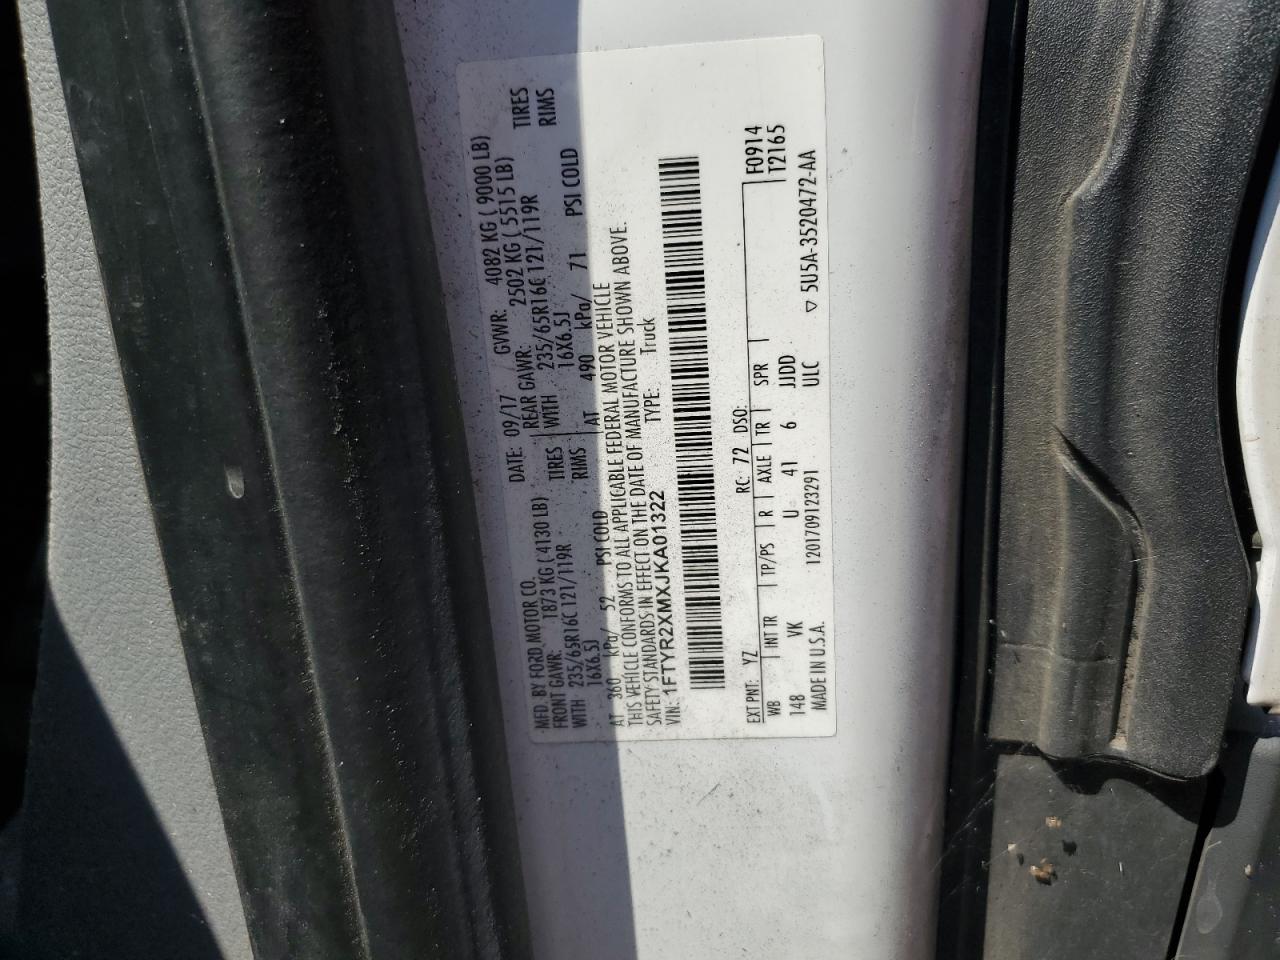 MFD. BY FORD MOTOR CO.
DATE: 09/17 GVWR: 4082 KG ( 9000 LB)
FRONT GAWR: 1873 KG ( 4130 LB)
REAR GAWR: 2502 KG ( 5515 LB)
WITH 235/65R16C 121/119R TIRES
WITH 235/65R16C 121/119R TIRES
16X6.5J RIMS
16X6.5J RIMS
AT 360 kPa/ 52 PSI COLD
AT 490 kPa/ 71 PSI COLD
THIS VEHICLE CONFORMS TO ALL APPLICABLE FEDERAL MOTOR VEHICLE
SAFETY STANDARDS IN EFFECT ON THE DATE OF MANUFACTURE SHOWN ABOVE.
VIN: 1FTYR2XMXJKA01322 TYPE: Truck
F0914
T2165
EXT PNT: YZ RC: 72 DSO:
WB INT TR TP/PS R AXLE TR SPR
148 VK U 41 6 JJDD
MADE IN U.S.A. 1201709123291 ULC ▽ 5U5A-3520472-AA